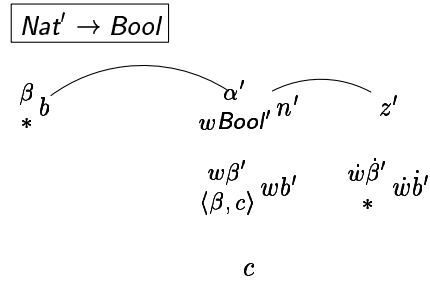 Nat′ → Bool
β b α′ n′ z′
* wBool′
wβ′ wb′ ẇβ̇′ ẇḃ′
⟨β, c⟩ *
c